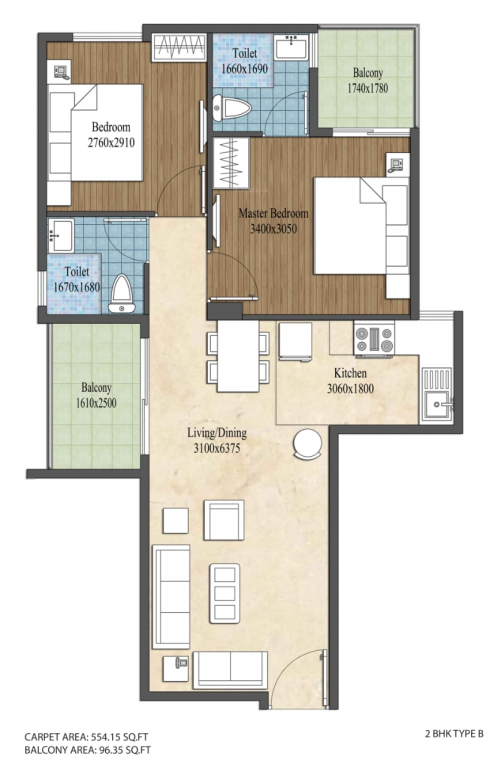 Toilet
1660x1690
Balcony
1740x1780
Bedroom
2760x2910
Master Bedroom
3400x3050
Toilet
1670x1680
Balcony
1610x2500
Kitchen
3060x1800
Living/Dining
3100x6375
CARPET AREA: 554.15 SQ.FT
BALCONY AREA: 96.35 SQ.FT
2 BHK TYPE B